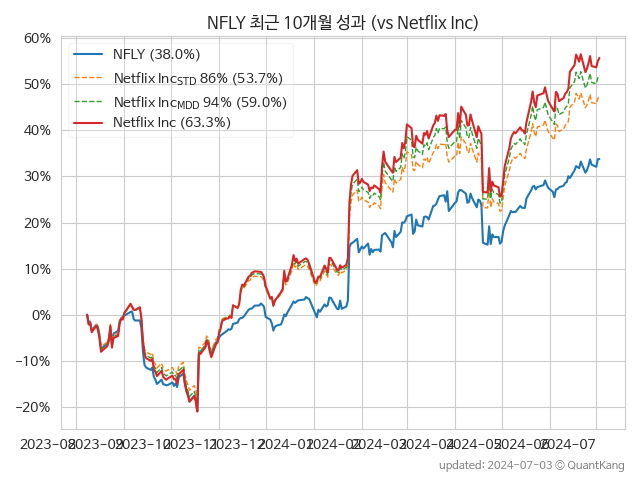 NFLY 최근 10개월 성과 (vs Netflix Inc)
NFLY (38.0%)
Netflix IncSTD 86% (53.7%)
Netflix IncMDD 94% (59.0%)
Netflix Inc (63.3%)
60%
50%
40%
30%
20%
10%
0%
−10%
−20%
2023-08 2023-09 2023-10 2023-11 2023-12 2024-01 2024-02 2024-03 2024-04 2024-05 2024-06 2024-07
updated: 2024-07-03 © QuantKang